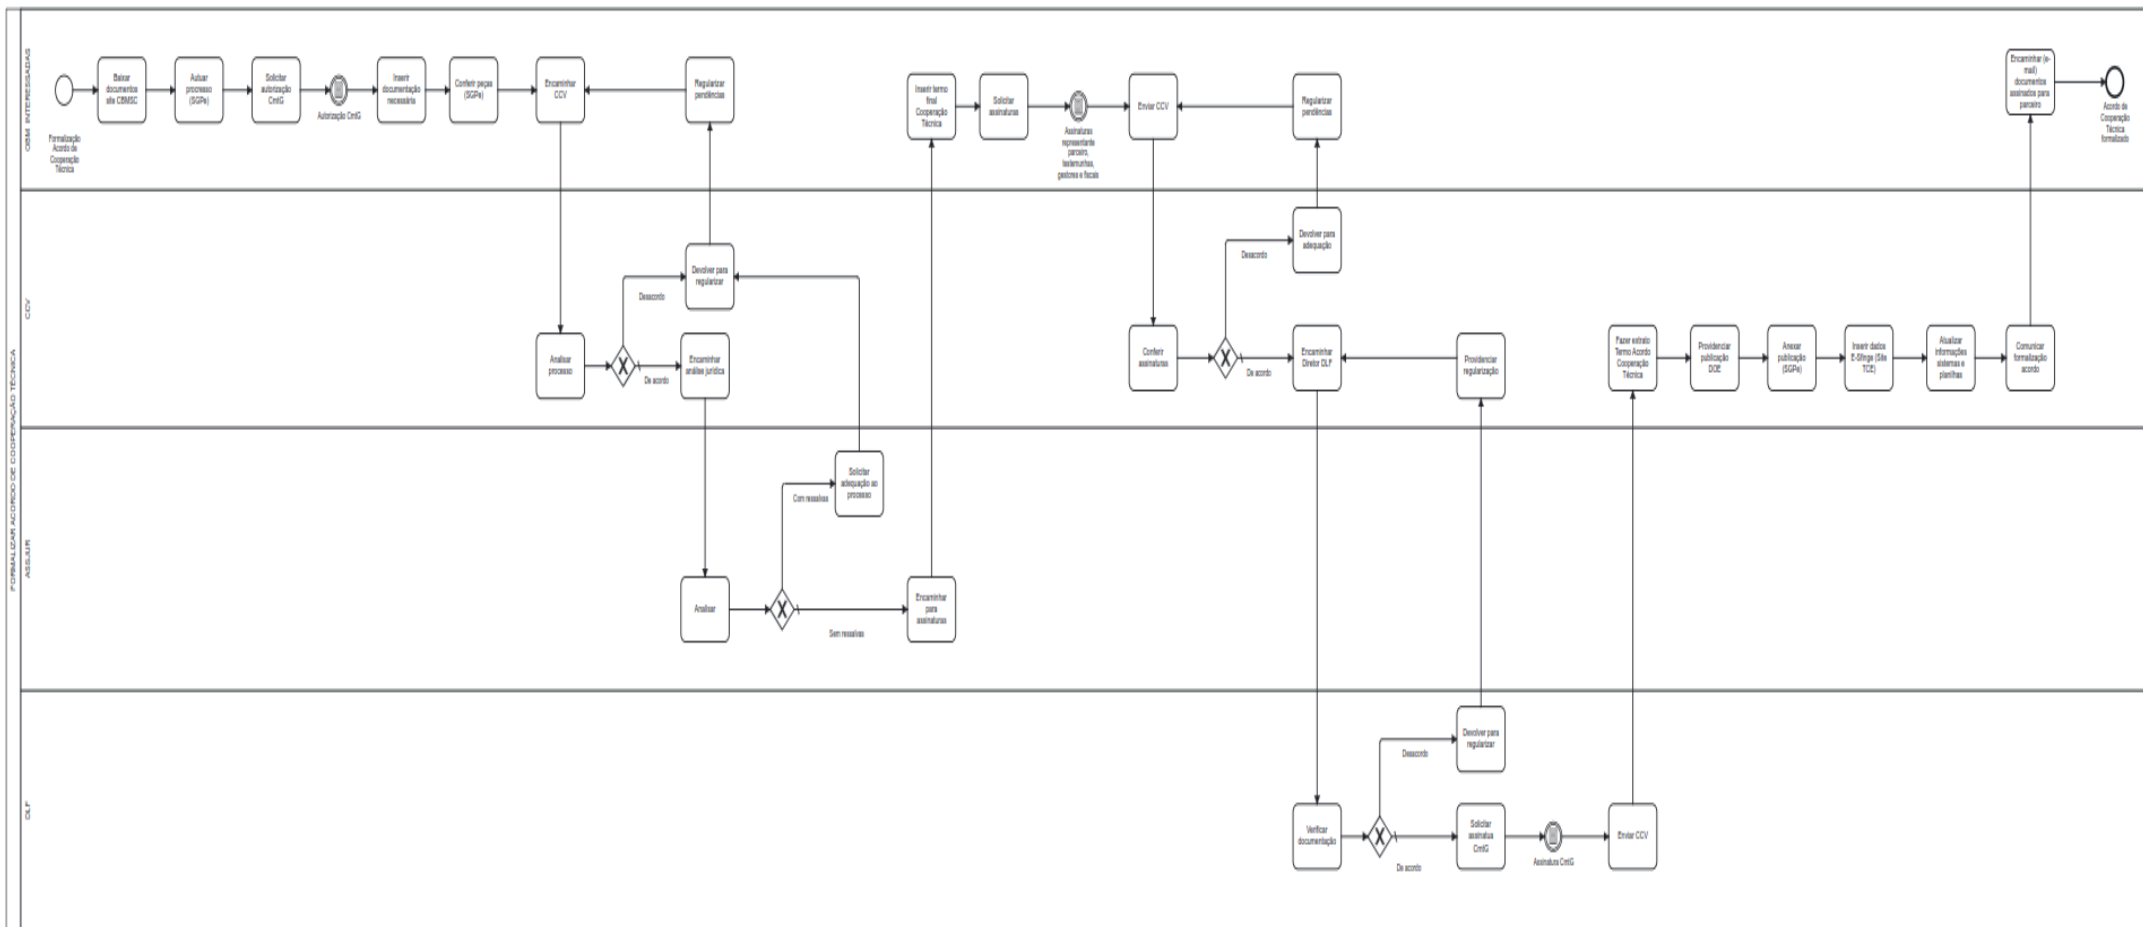 FORMALIZAR ACORDO DE COOPERAÇÃO TÉCNICA
OBM INTERESSADAS
Formalização
Acordo de
Cooperação
Técnica
Baixar
documentos
site CBMSC
Autuar
processo
(SGPe)
Solicitar
autorização
CmtG
Autorização CmtG
Inserir
documentação
necessária
Conferir peças
(SGPe)
Encaminhar
CCV
Regularizar
pendências
Inserir termo
final
Cooperação
Técnica
Solicitar
assinaturas
Assinaturas
representante
parceiro,
testemunhas,
gestores e fiscais
Enviar CCV
Regularizar
pendências
Encaminhar (e-
mail)
documentos
assinados para
parceiro
Acordo de
Cooperação
Técnica
formalizado
CCV
Analisar
processo
Desacordo
De acordo
Devolver para
regularizar
Encaminhar
análise jurídica
Conferir
assinaturas
Desacordo
De acordo
Devolver para
adequação
Encaminhar
Diretor DLF
Providenciar
regularização
Fazer extrato
Termo Acordo
Cooperação
Técnica
Providenciar
publicação
DOE
Anexar
publicação
(SGPe)
Inserir dados
E-Sfinge (Site
TCE)
Atualizar
informações
sistemas e
planilhas
Comunicar
formalização
acordo
ASSJUR
Analisar
Com ressalvas
Sem ressalvas
Solicitar
adequação ao
processo
Encaminhar
para
assinaturas
DLF
Verificar
documentação
Desacordo
De acordo
Devolver para
regularizar
Solicitar
assinatua
CmtG
Assinatura CmtG
Enviar CCV